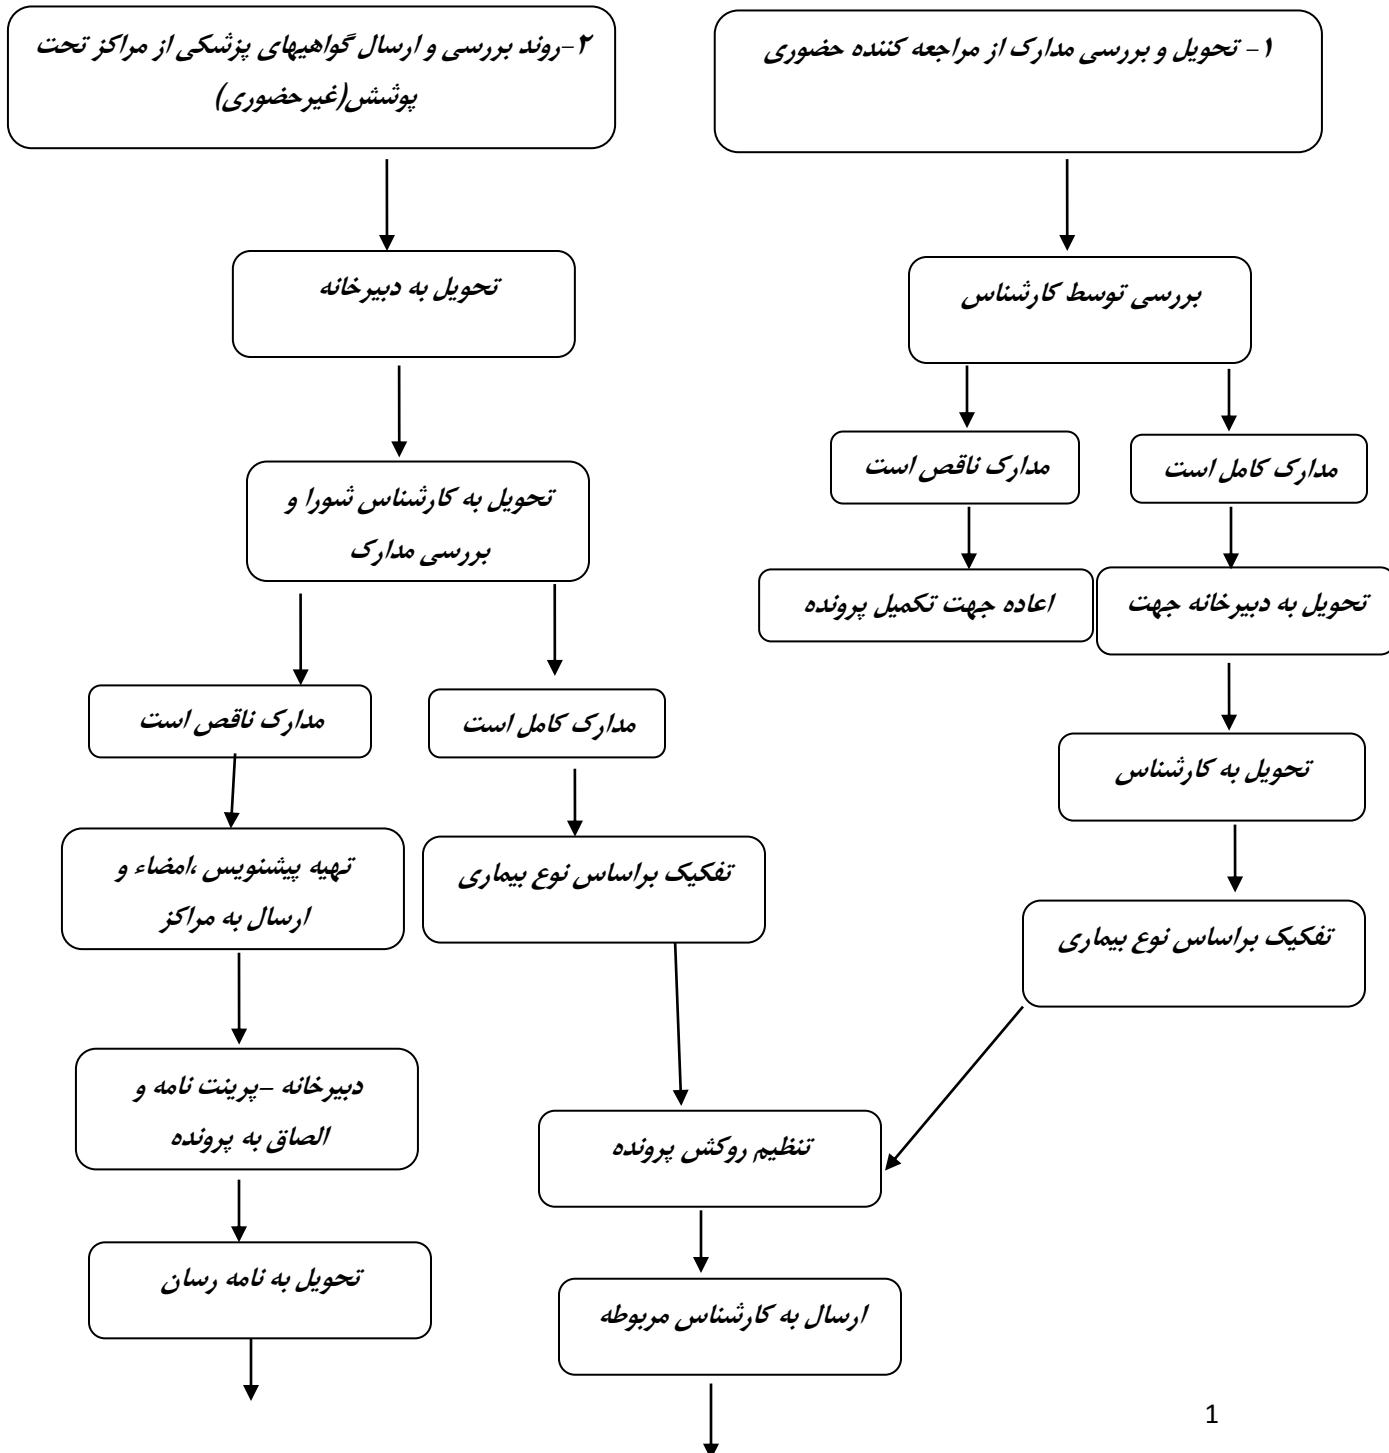 ۱- تحویل و بررسی مدارک از مراجعه کننده حضوری
۲-روند بررسی و ارسال گواهیهای پزشکی از مراکز تحت
پوشش(غیرحضوری)
بررسی توسط کارشناس
تحویل به دبیرخانه
مدارک کامل است
مدارک ناقص است
تحویل به کارشناس شورا و
بررسی مدارک
تحویل به دبیرخانه جهت
اعاده جهت تکمیل پرونده
مدارک کامل است
مدارک ناقص است
تحویل به کارشناس
تفکیک براساس نوع بیماری
تهیه پیشنویس ،امضاء و
ارسال به مراکز
تفکیک براساس نوع بیماری
دبیرخانه –پرینت نامه و
الصاق به پرونده
تنظیم روکش پرونده
تحویل به نامه رسان
ارسال به کارشناس مربوطه
1